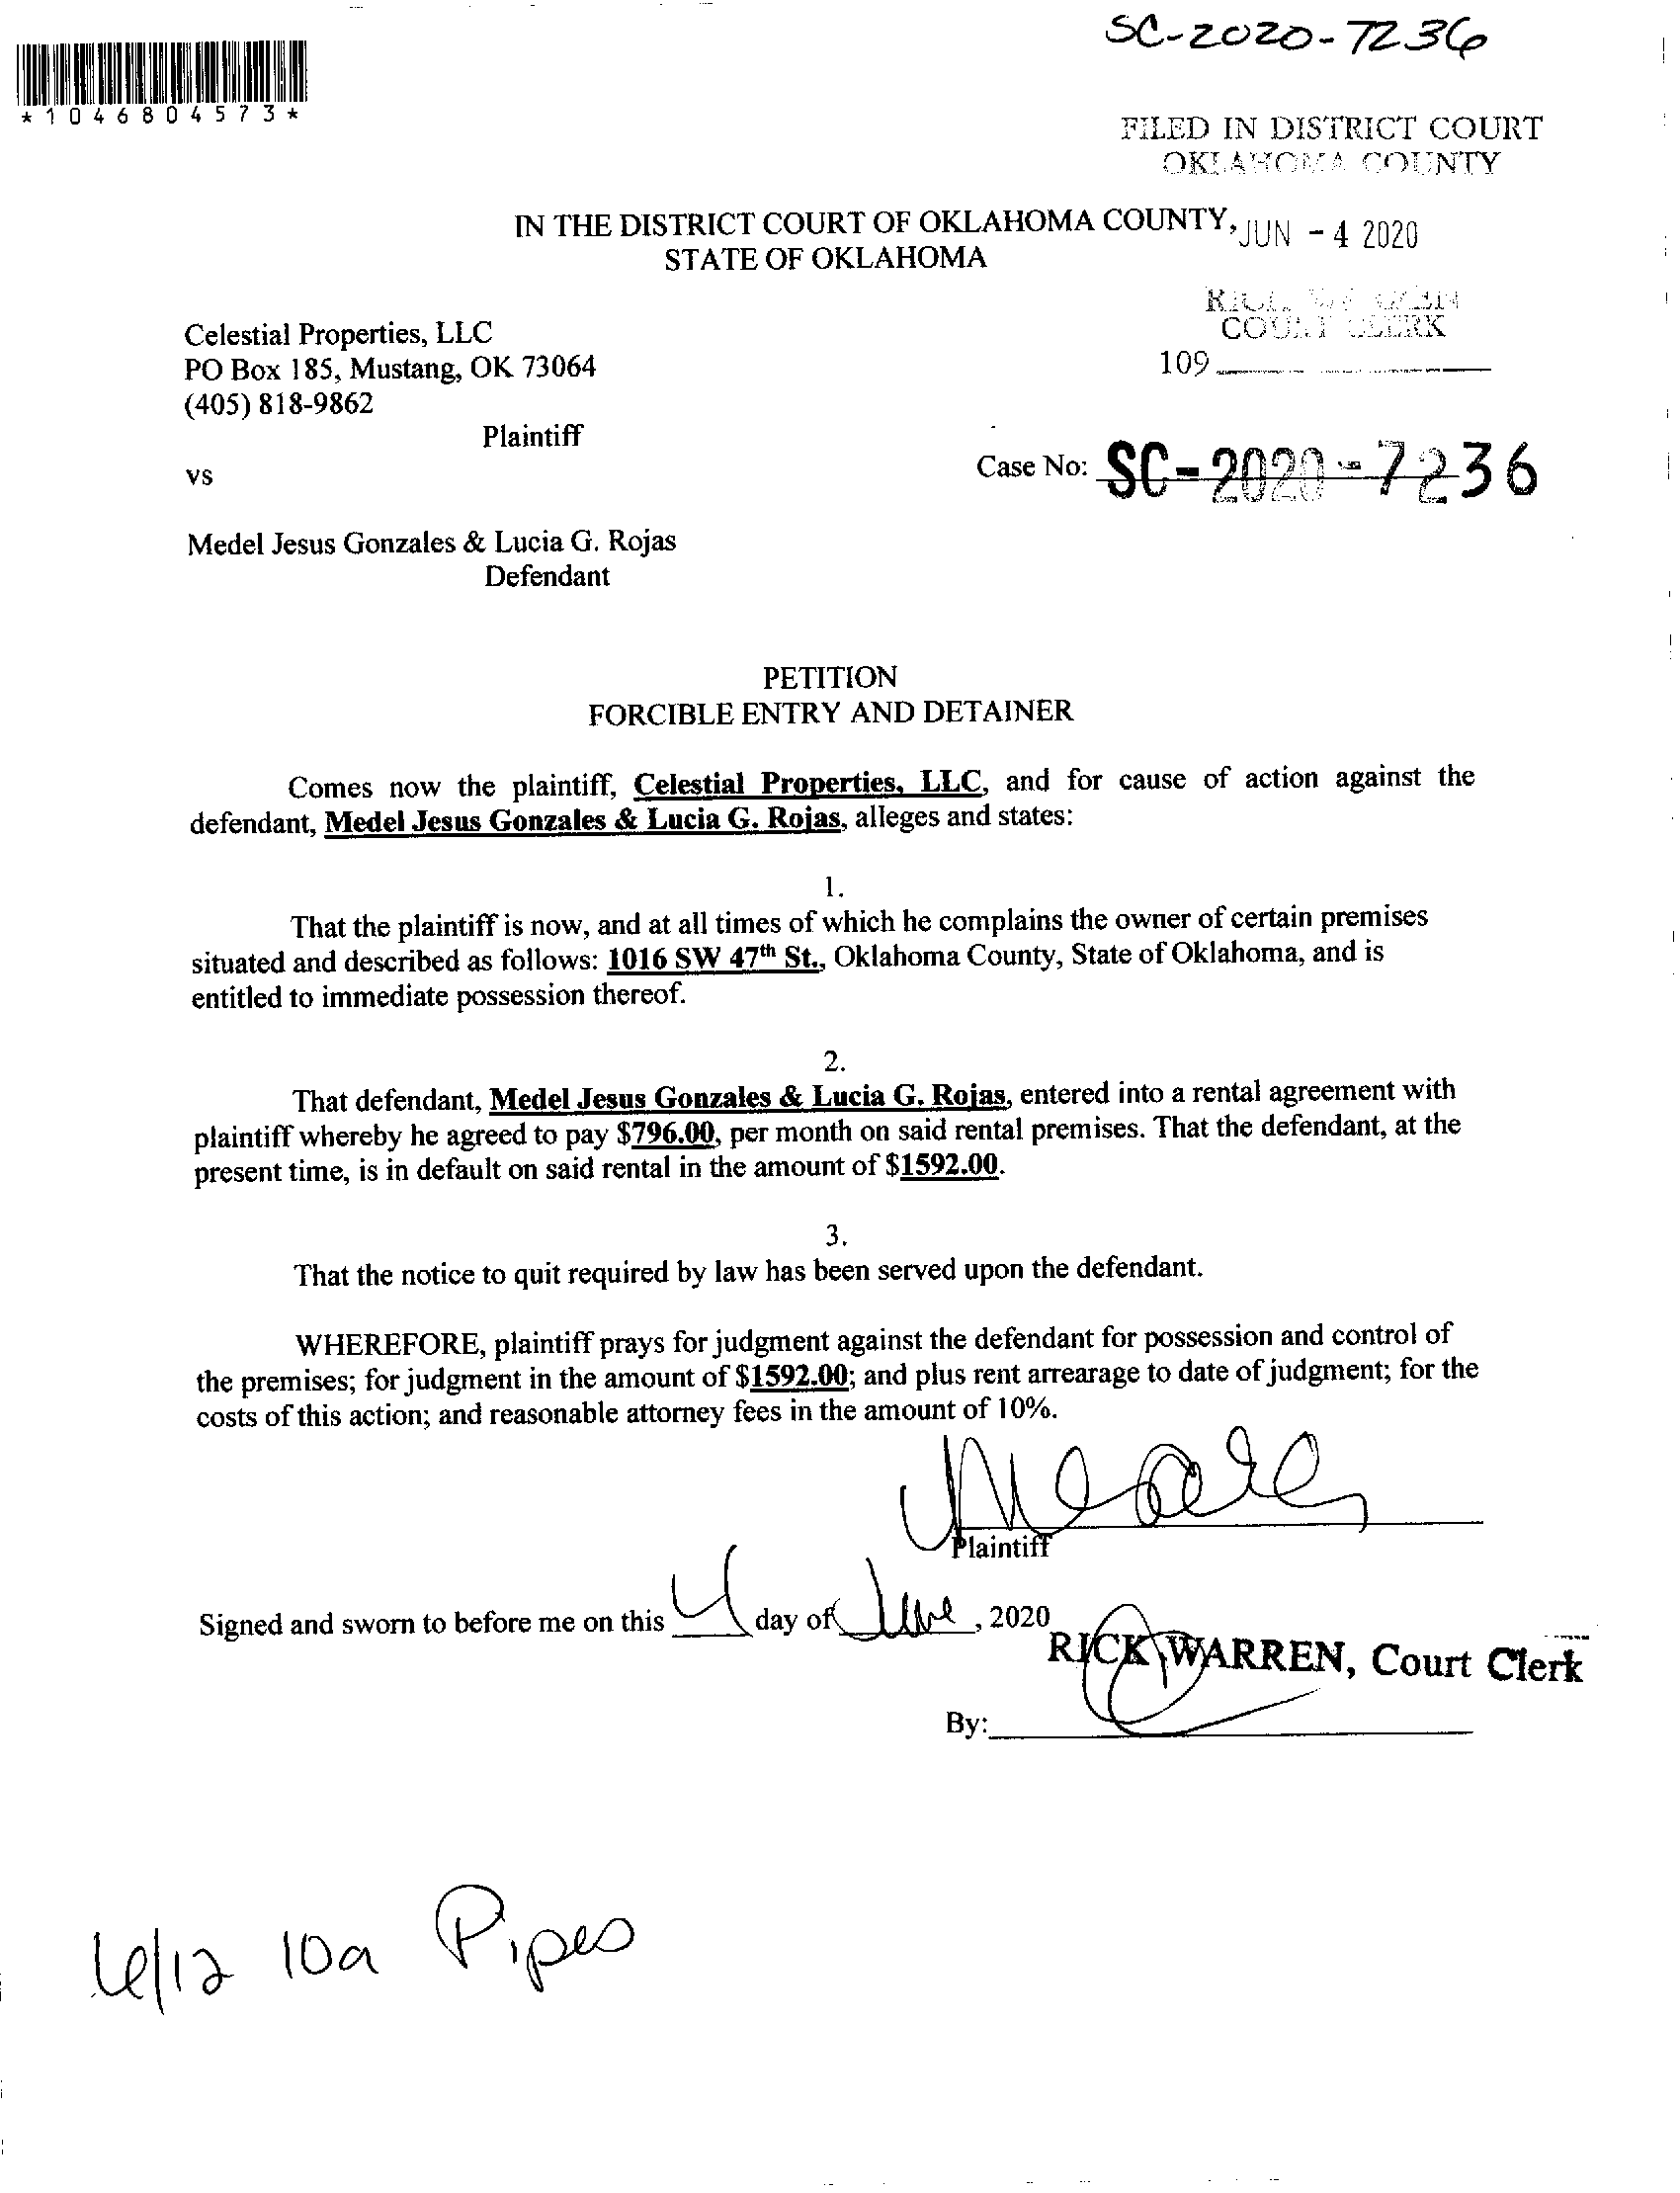 SC-2020-7236
*1046804573*
FILED IN DISTRICT COURT
OKLAHOMA COUNTY
IN THE DISTRICT COURT OF OKLAHOMA COUNTY,
JUN - 4 2020
STATE OF OKLAHOMA
RICK WARREN
COURT CLERK
109
Celestial Properties, LLC
PO Box 185, Mustang, OK 73064
(405) 818-9862
Plaintiff
vs
Case No: SC-2020-7236
Medel Jesus Gonzales & Lucia G. Rojas
Defendant
PETITION
FORCIBLE ENTRY AND DETAINER
Comes now the plaintiff, Celestial Properties, LLC, and for cause of action against the
defendant, Medel Jesus Gonzales & Lucia G. Rojas, alleges and states:
1.
That the plaintiff is now, and at all times of which he complains the owner of certain premises
situated and described as follows: 1016 SW 47th St., Oklahoma County, State of Oklahoma, and is
entitled to immediate possession thereof.
2.
That defendant, Medel Jesus Gonzales & Lucia G. Rojas, entered into a rental agreement with
plaintiff whereby he agreed to pay $796.00, per month on said rental premises. That the defendant, at the
present time, is in default on said rental in the amount of $1592.00.
3.
That the notice to quit required by law has been served upon the defendant.
WHEREFORE, plaintiff prays for judgment against the defendant for possession and control of
the premises; for judgment in the amount of $1592.00; and plus rent arrearage to date of judgment; for the
costs of this action; and reasonable attorney fees in the amount of 10%.
Plaintiff
Signed and sworn to before me on this 4 day of June, 2020
RICK WARREN, Court Clerk
By:
6/12 10a Pipes